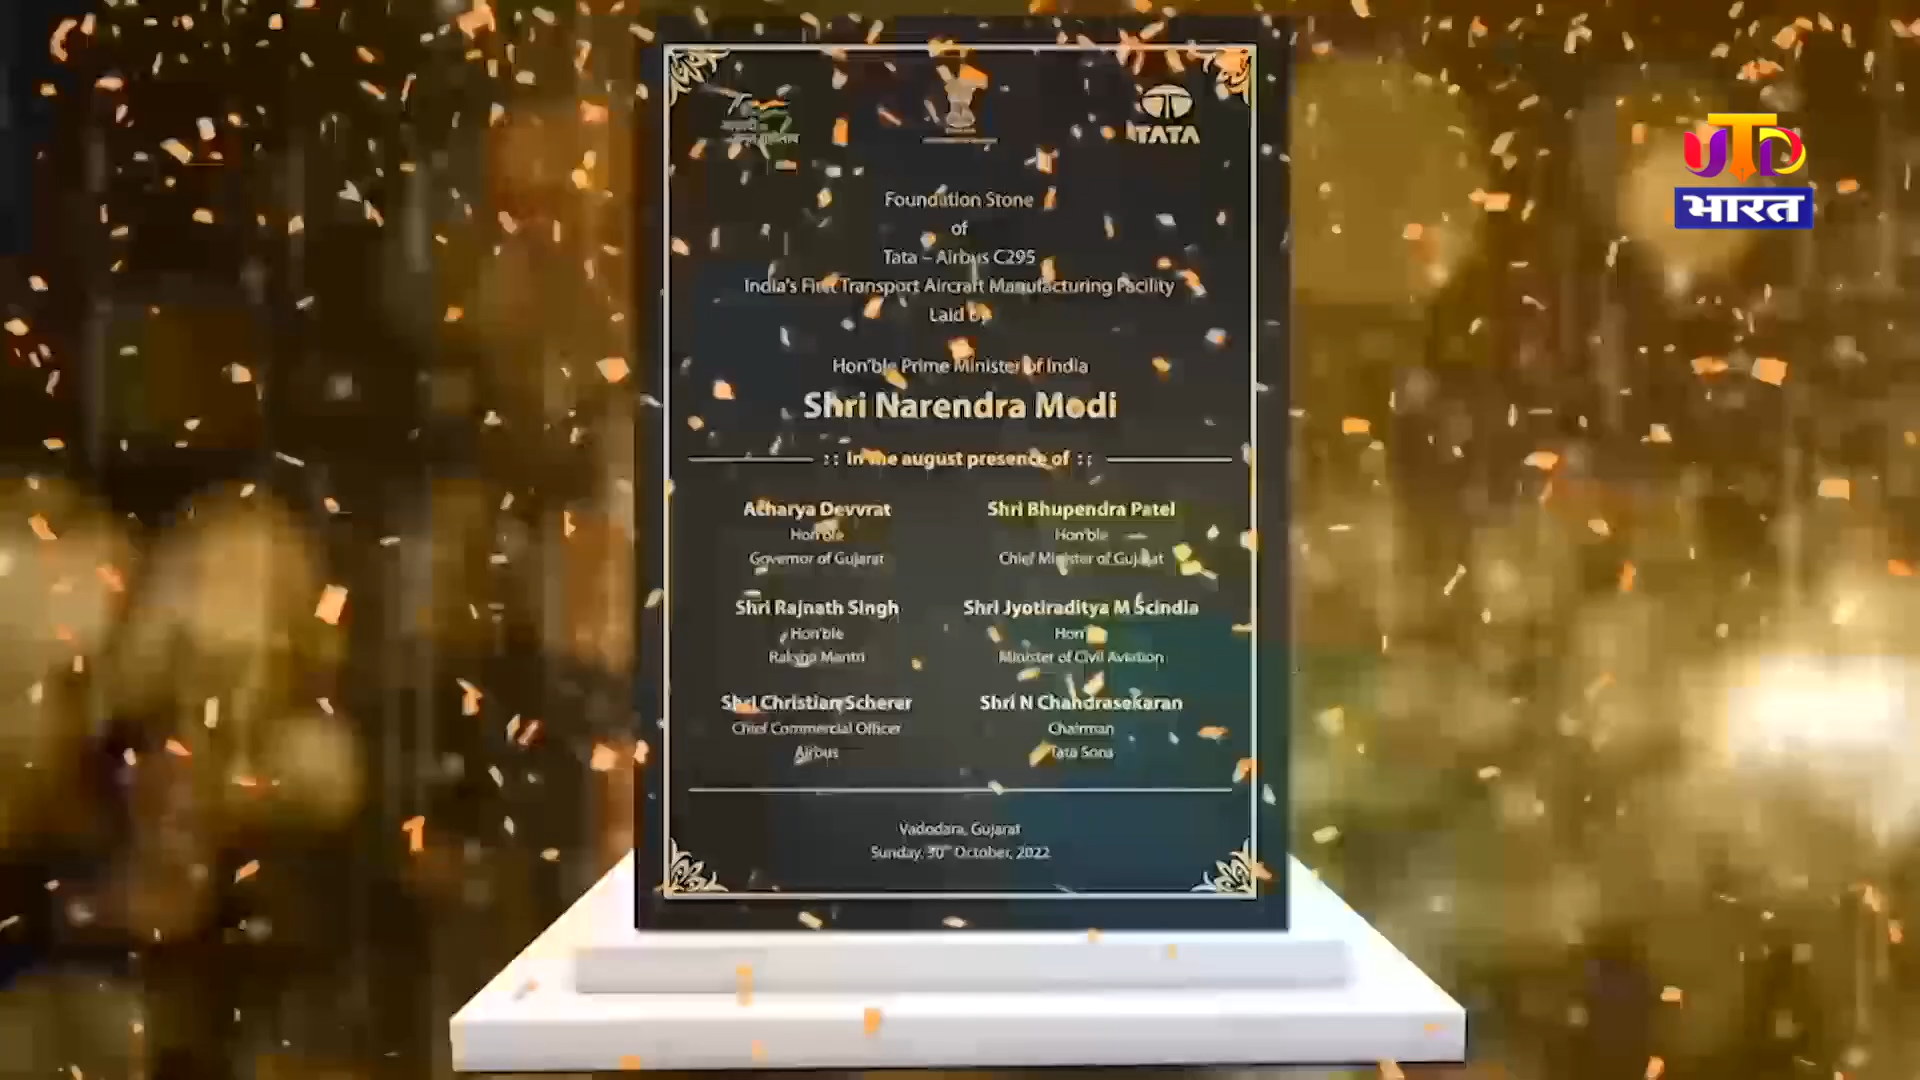 TATA
UTD
भारत
Foundation Stone
of
Tata – Airbus C295
India's First Transport Aircraft Manufacturing Facility
Laid by
Hon'ble Prime Minister of India
Shri Narendra Modi
:: In the august presence of ::
Acharya Devvrat
Hon'ble
Governor of Gujarat
Shri Bhupendra Patel
Hon'ble
Chief Minister of Gujarat
Shri Rajnath Singh
Hon'ble
Raksha Mantri
Shri Jyotiraditya M Scindia
Hon'ble
Minister of Civil Aviation
Shri Christian Scherer
Chief Commercial Officer
Airbus
Shri N Chandrasekaran
Chairman
Tata Sons
Vadodara, Gujarat
Sunday, 30th October, 2022